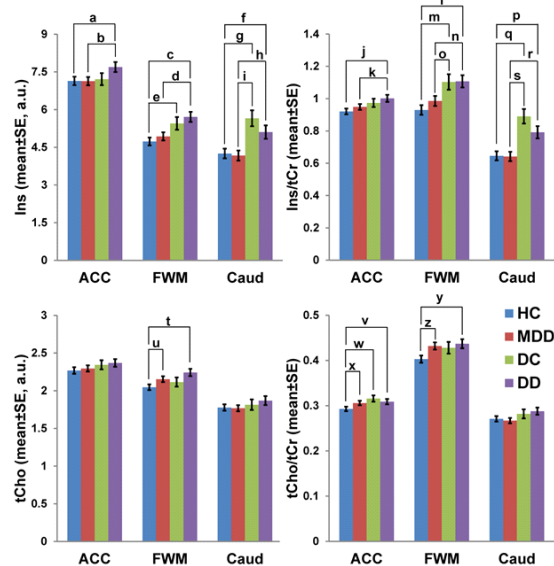 Ins (mean±SE, a.u.)
9
7.5
6
4.5
3
1.5
0
a
b
c
d
e
f
g
h
i
ACC FWM Caud
Ins/tCr (mean±SE)
1.4
1.2
1
0.8
0.6
0.4
0.2
0
j
k
m
n
o
p
q
r
s
ACC FWM Caud
tCho (mean±SE, a.u.)
3
2.5
2
1.5
1
0.5
0
t
u
ACC FWM Caud
tCho/tCr (mean±SE)
0.5
0.4
0.3
0.2
0.1
0
v
w
x
y
z
HC
MDD
DC
DD
ACC FWM Caud